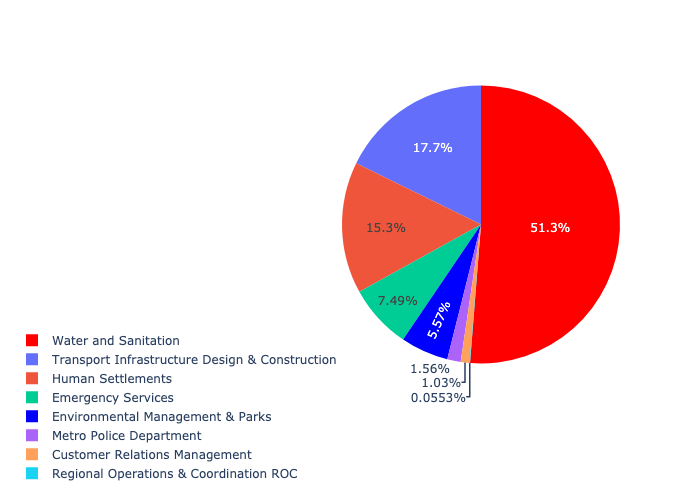 17.7%
51.3%
15.3%
7.49%
5.57%
1.56%
1.03%
0.0553%
Water and Sanitation
Transport Infrastructure Design & Construction
Human Settlements
Emergency Services
Environmental Management & Parks
Metro Police Department
Customer Relations Management
Regional Operations & Coordination ROC